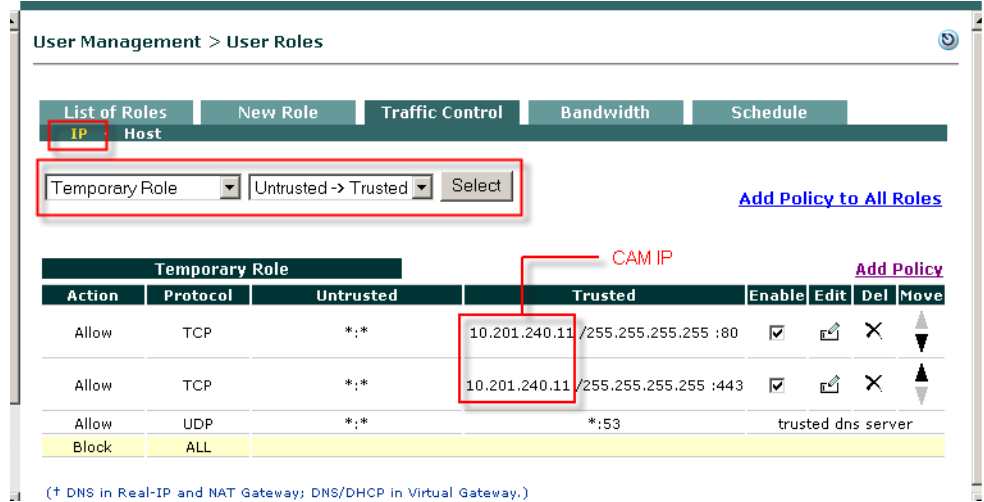 User Management > User Roles
List of Roles New Role Traffic Control Bandwidth Schedule
IP · Host
Temporary Role Untrusted -> Trusted Select
Add Policy to All Roles
CAM IP
Temporary Role Add Policy
Action Protocol Untrusted Trusted Enable Edit Del Move
Allow TCP *:* 10.201.240.11 /255.255.255.255 :80
Allow TCP *:* 10.201.240.11 /255.255.255.255 :443
Allow UDP *:* *:53 trusted dns server
Block ALL
(† DNS in Real-IP and NAT Gateway; DNS/DHCP in Virtual Gateway.)